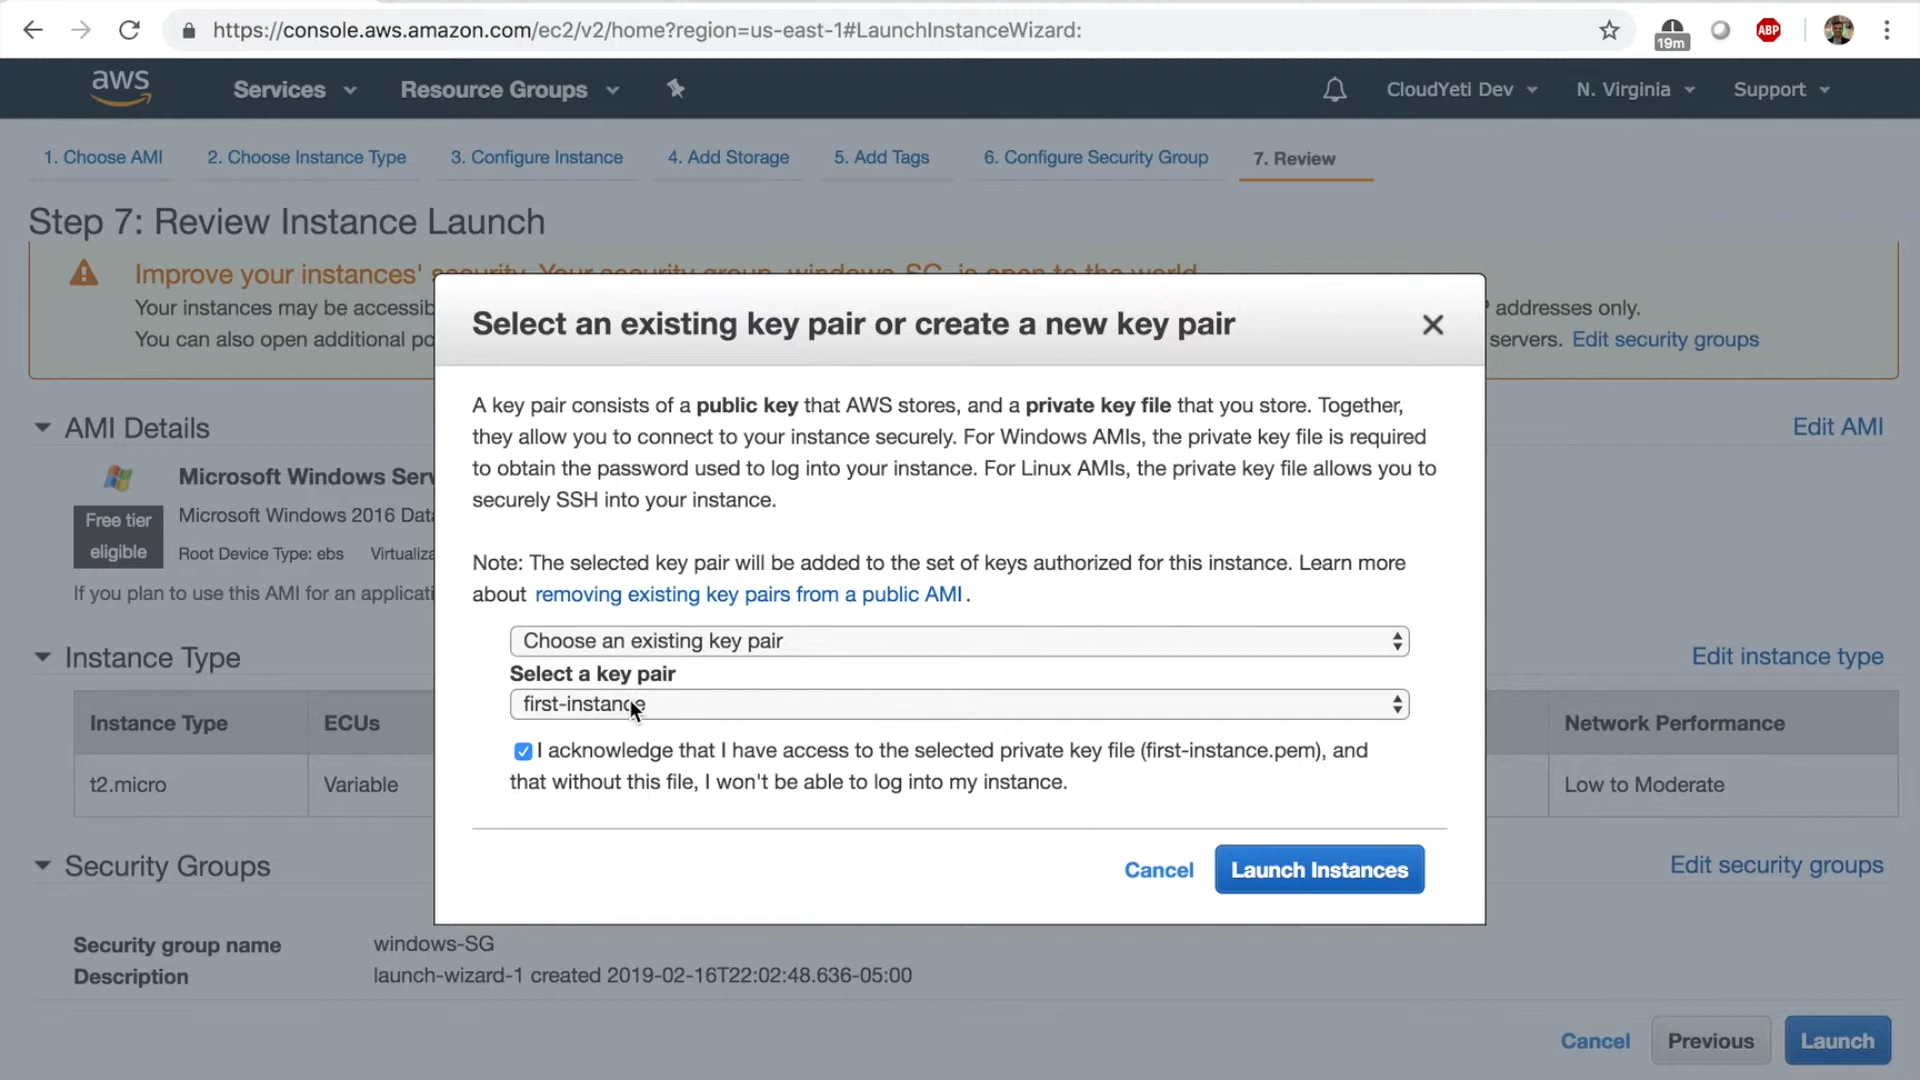 https://console.aws.amazon.com/ec2/v2/home?region=us-east-1#LaunchInstanceWizard:
19m
ABP
aws
Services
Resource Groups
CloudYeti Dev
N. Virginia
Support
1. Choose AMI
2. Choose Instance Type
3. Configure Instance
4. Add Storage
5. Add Tags
6. Configure Security Group
7. Review
Step 7: Review Instance Launch
Improve your instances' security. Your security group, windows-SG, is open to the world.
Your instances may be accessib
addresses only.
You can also open additional po
servers. Edit security groups
Select an existing key pair or create a new key pair
A key pair consists of a public key that AWS stores, and a private key file that you store. Together,
they allow you to connect to your instance securely. For Windows AMIs, the private key file is required
to obtain the password used to log into your instance. For Linux AMIs, the private key file allows you to
securely SSH into your instance.
Note: The selected key pair will be added to the set of keys authorized for this instance. Learn more
about removing existing key pairs from a public AMI .
Choose an existing key pair
Select a key pair
first-instance
I acknowledge that I have access to the selected private key file (first-instance.pem), and
that without this file, I won't be able to log into my instance.
Cancel
Launch Instances
AMI Details
Edit AMI
Microsoft Windows Serv
Free tier
eligible
Microsoft Windows 2016 Data
Root Device Type: ebs Virtualiza
If you plan to use this AMI for an applicati
Instance Type
Edit instance type
Instance Type
ECUs
Network Performance
t2.micro
Variable
Low to Moderate
Security Groups
Edit security groups
Security group name
windows-SG
Description
launch-wizard-1 created 2019-02-16T22:02:48.636-05:00
Cancel
Previous
Launch